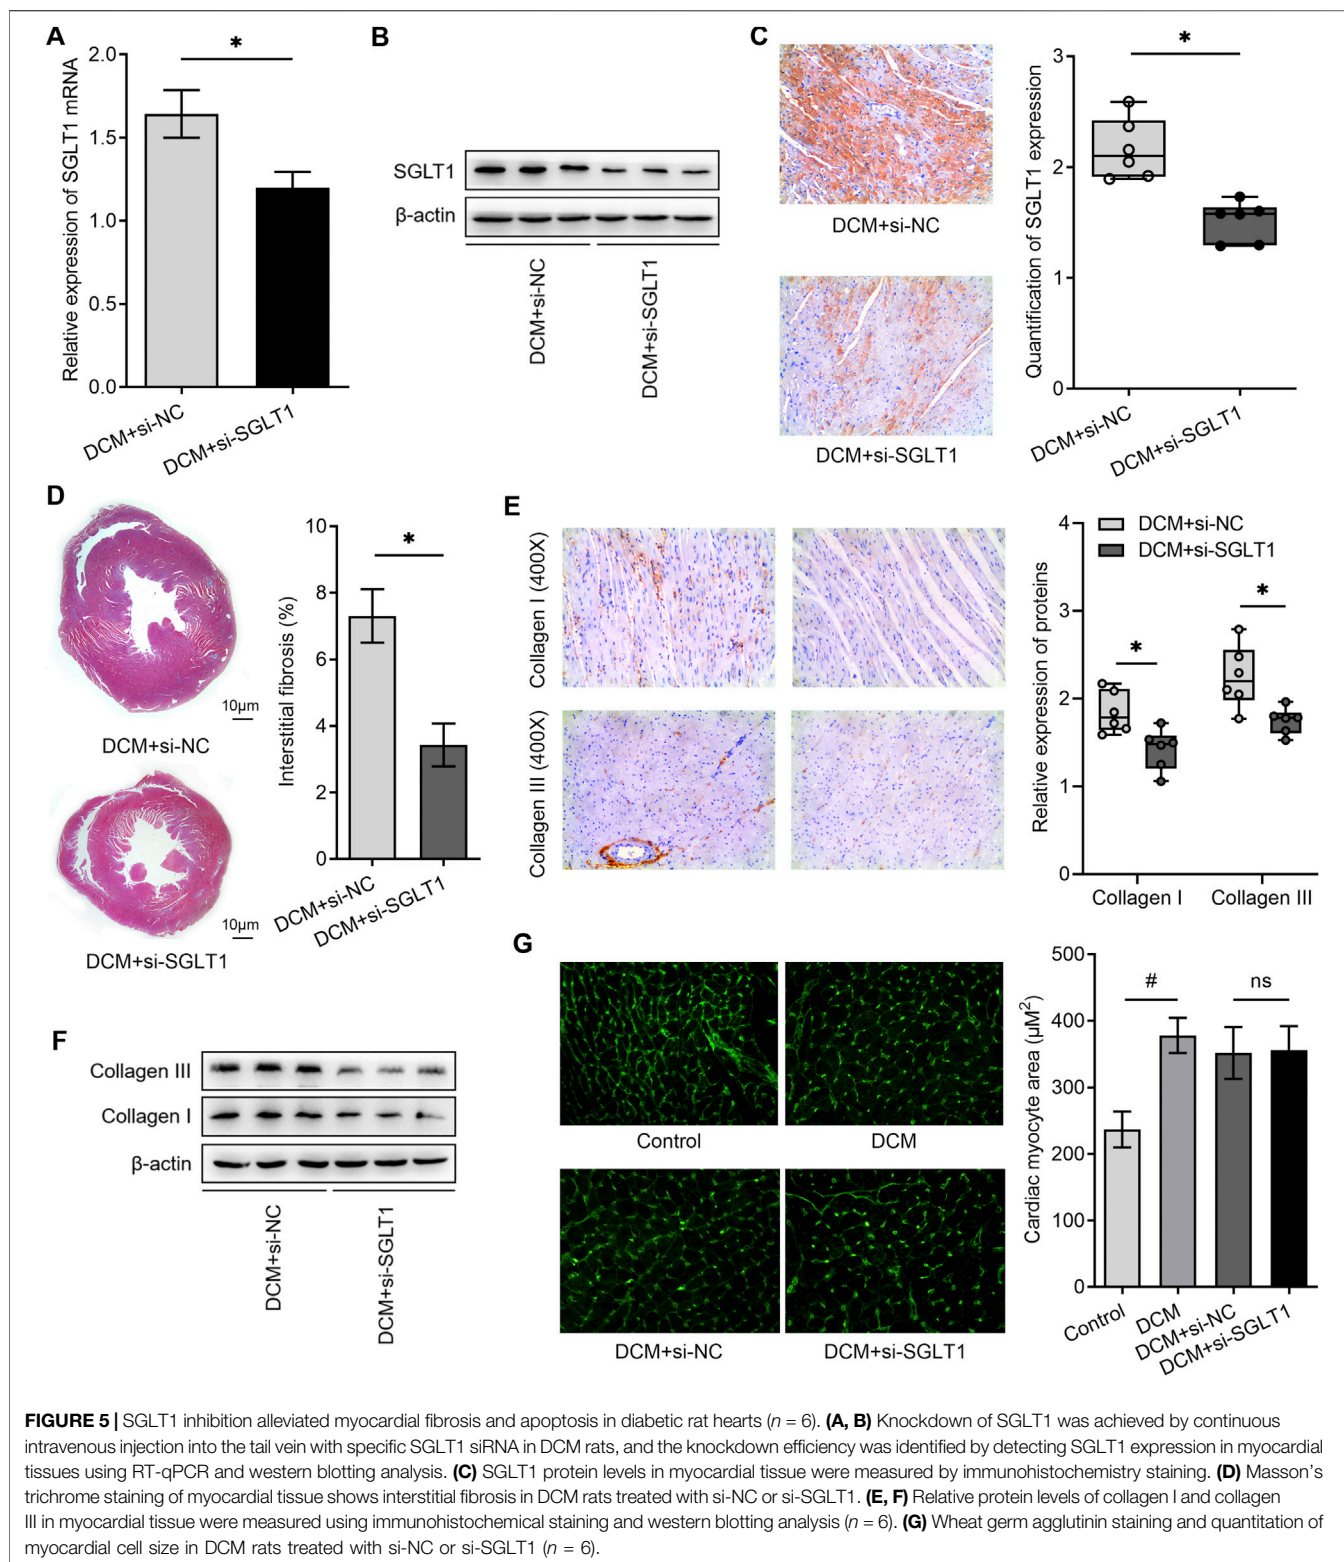 A
Relative expression of SGLT1 mRNA
2.0
1.5
1.0
0.5
0.0
*
DCM+si-NC
DCM+si-SGLT1
B
SGLT1
β-actin
DCM+si-NC
DCM+si-SGLT1
C
DCM+si-NC
DCM+si-SGLT1
Quantification of SGLT1 expression
3
2
1
0
*
DCM+si-NC
DCM+si-SGLT1
D
10μm
DCM+si-NC
10μm
DCM+si-SGLT1
Interstitial fibrosis (%)
10
8
6
4
2
0
*
DCM+si-NC
DCM+si-SGLT1
E
Collagen I (400X)
Collagen III (400X)
Relative expression of proteins
4
3
2
1
0
DCM+si-NC
DCM+si-SGLT1
*
*
Collagen I
Collagen III
F
Collagen III
Collagen I
β-actin
DCM+si-NC
DCM+si-SGLT1
G
Control
DCM
DCM+si-NC
DCM+si-SGLT1
Cardiac myocyte area (μM²)
500
400
300
200
100
0
#
ns
Control
DCM
DCM+si-NC
DCM+si-SGLT1
FIGURE 5 | SGLT1 inhibition alleviated myocardial fibrosis and apoptosis in diabetic rat hearts (n = 6). (A, B) Knockdown of SGLT1 was achieved by continuous
intravenous injection into the tail vein with specific SGLT1 siRNA in DCM rats, and the knockdown efficiency was identified by detecting SGLT1 expression in myocardial
tissues using RT-qPCR and western blotting analysis. (C) SGLT1 protein levels in myocardial tissue were measured by immunohistochemistry staining. (D) Masson's
trichrome staining of myocardial tissue shows interstitial fibrosis in DCM rats treated with si-NC or si-SGLT1. (E, F) Relative protein levels of collagen I and collagen
III in myocardial tissue were measured using immunohistochemical staining and western blotting analysis (n = 6). (G) Wheat germ agglutinin staining and quantitation of
myocardial cell size in DCM rats treated with si-NC or si-SGLT1 (n = 6).